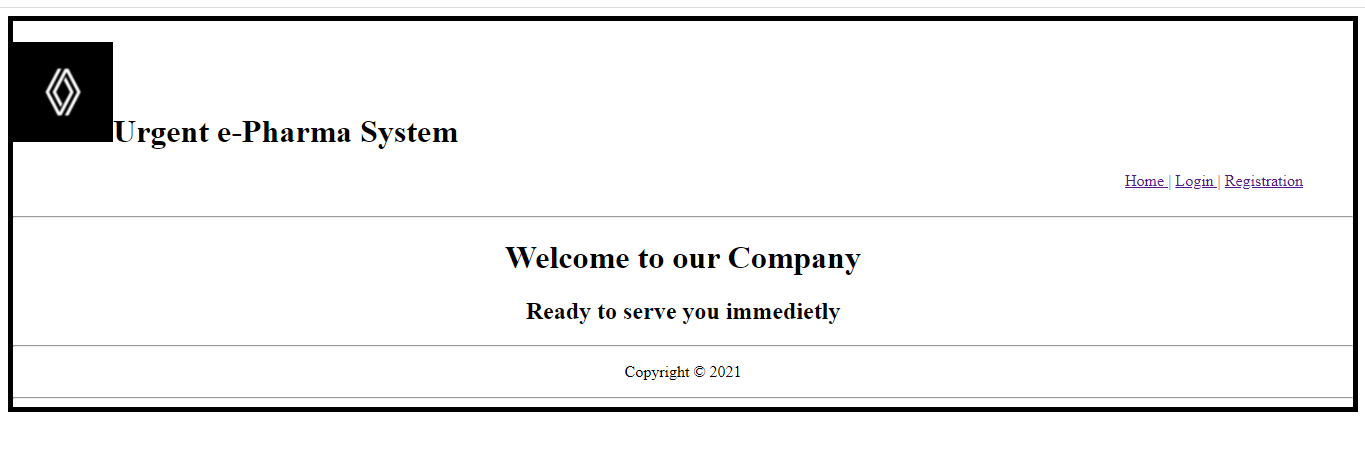 Urgent e-Pharma System
Home | Login | Registration
Welcome to our Company
Ready to serve you immedietly
Copyright © 2021